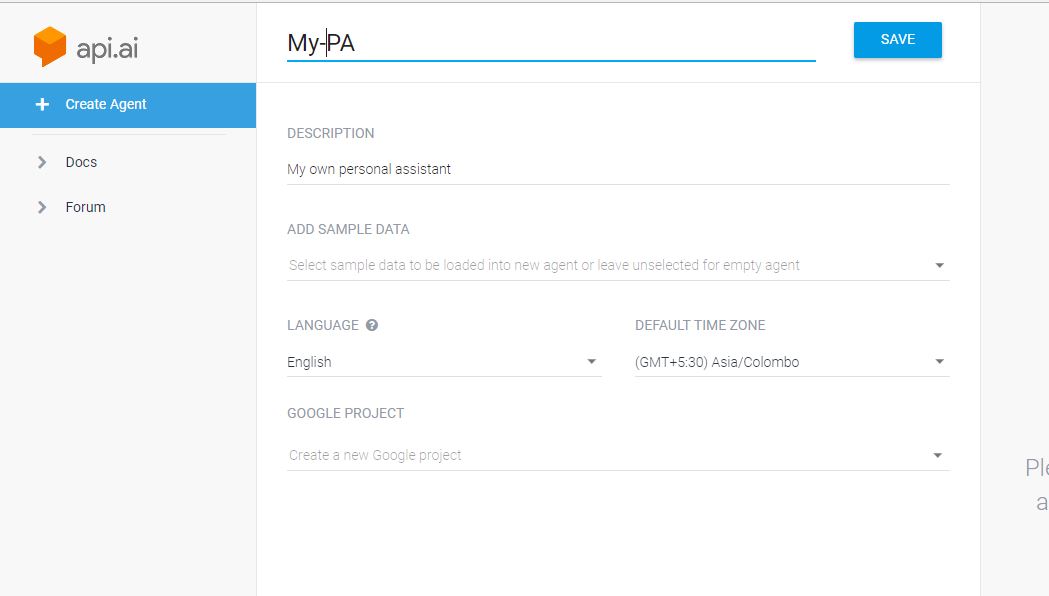 api.ai
My-PA
SAVE
Create Agent
Docs
Forum
DESCRIPTION
My own personal assistant
ADD SAMPLE DATA
Select sample data to be loaded into new agent or leave unselected for empty agent
LANGUAGE ?
DEFAULT TIME ZONE
English
(GMT+5:30) Asia/Colombo
GOOGLE PROJECT
Create a new Google project